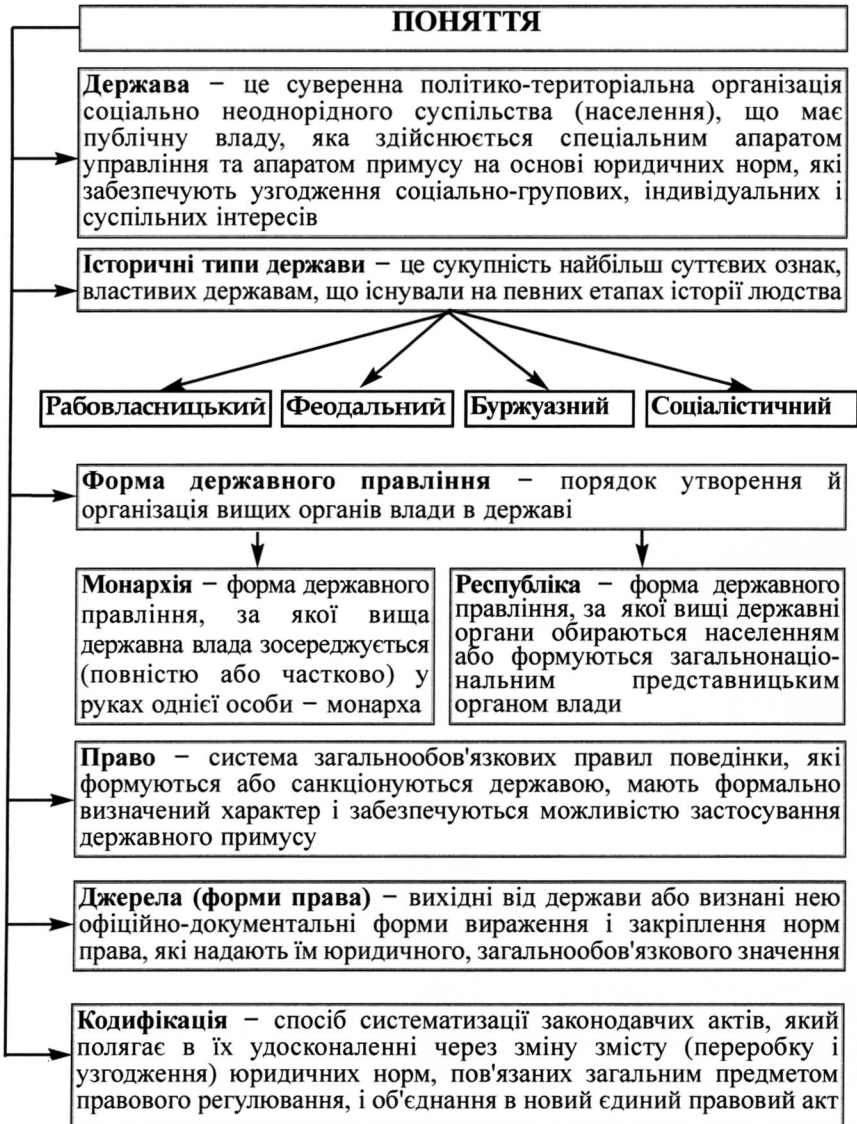 ПОНЯТТЯ
Держава – це суверенна політико-територіальна організація
соціально неоднорідного суспільства (населення), що має
публічну владу, яка здійснюється спеціальним апаратом
управління та апаратом примусу на основі юридичних норм, які
забезпечують узгодження соціально-групових, індивідуальних і
суспільних інтересів
Історичні типи держави – це сукупність найбільш суттєвих ознак,
властивих державам, що існували на певних етапах історії людства
Рабовласницький Феодальний Буржуазний Соціалістичний
Форма державного правління – порядок утворення й
організація вищих органів влади в державі
Монархія – форма державного
правління, за якої вища
державна влада зосереджується
(повністю або частково) у
руках однієї особи – монарха
Республіка – форма державного
правління, за якої вищі державні
органи обираються населенням
або формуються загальнонаціо-
нальним представницьким
органом влади
Право – система загальнообов'язкових правил поведінки, які
формуються або санкціонуються державою, мають формально
визначений характер і забезпечуються можливістю застосування
державного примусу
Джерела (форми права) – вихідні від держави або визнані нею
офіційно-документальні форми вираження і закріплення норм
права, які надають їм юридичного, загальнообов'язкового значення
Кодифікація – спосіб систематизації законодавчих актів, який
полягає в їх удосконаленні через зміну змісту (переробку і
узгодження) юридичних норм, пов'язаних загальним предметом
правового регулювання, і об'єднання в новий єдиний правовий акт